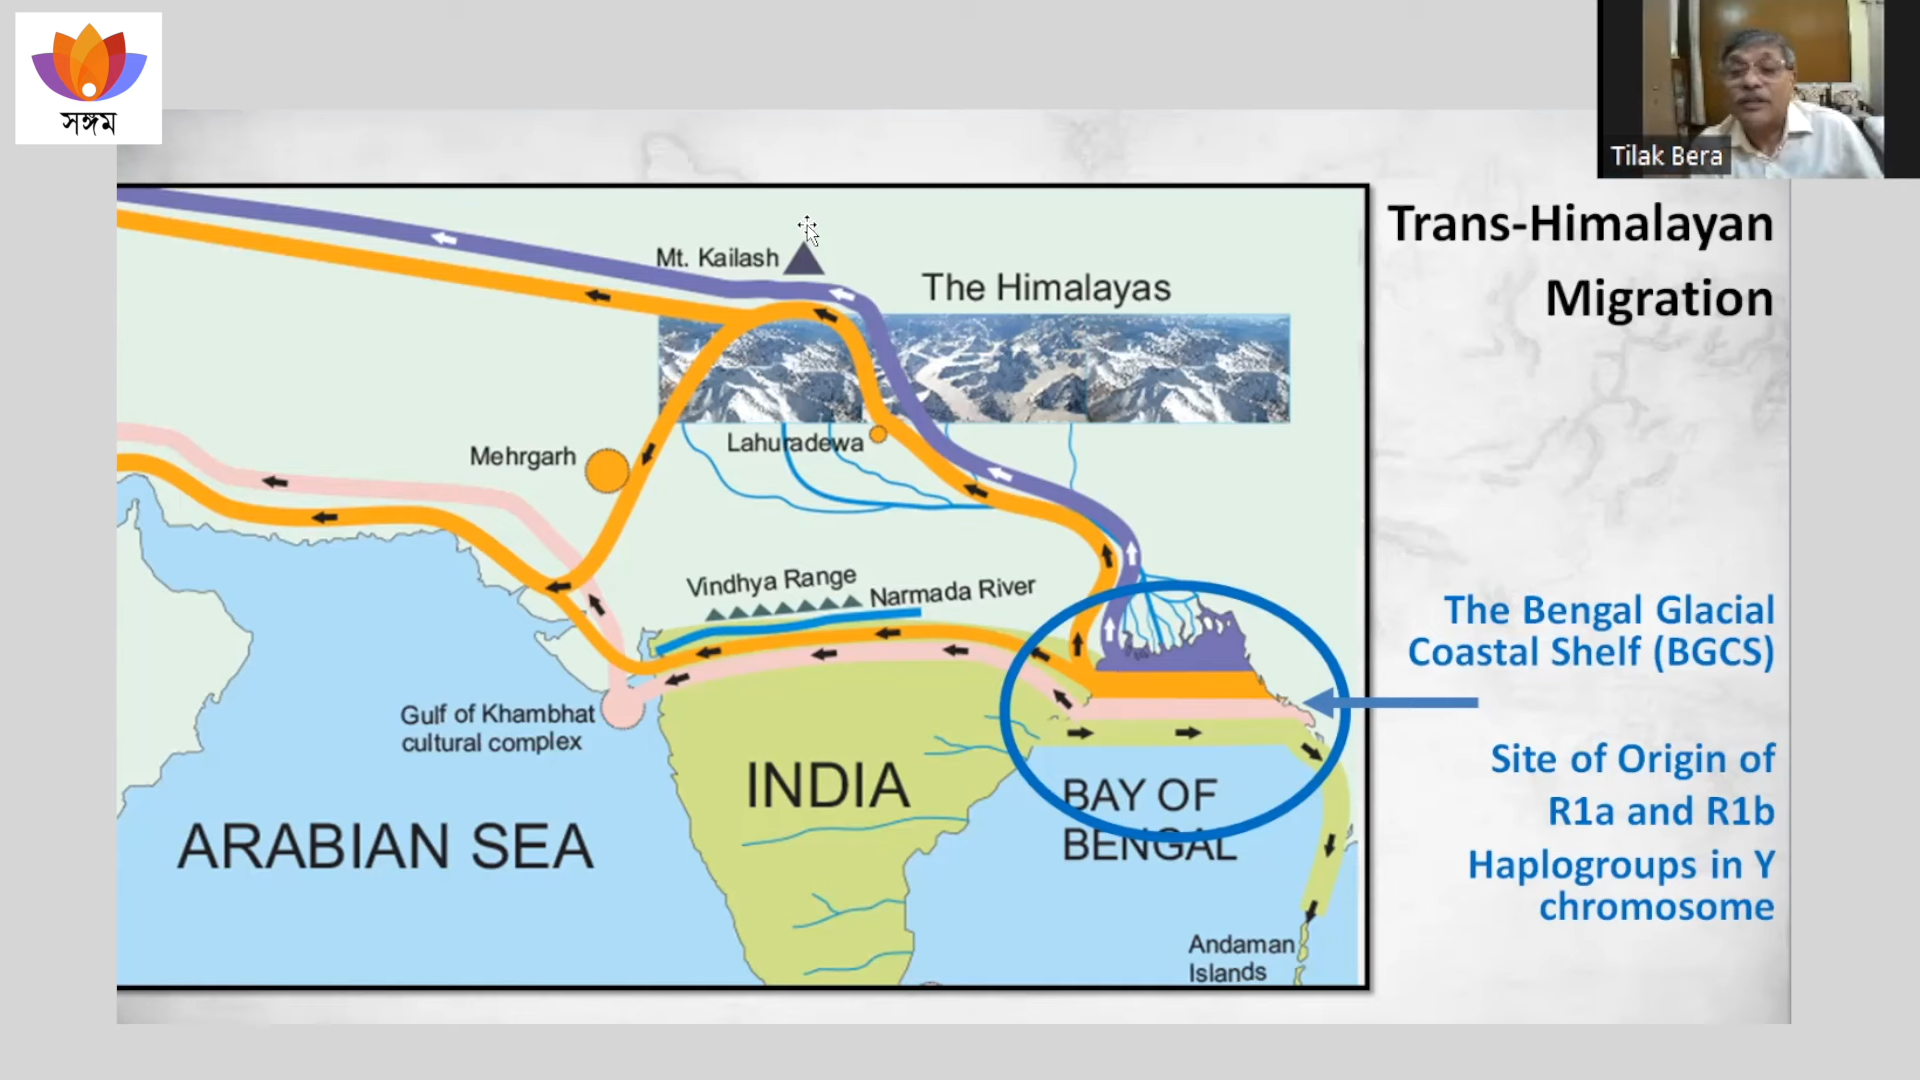 সঙ্গম
Tilak Bera
Trans-Himalayan
Migration
Mt. Kailash
The Himalayas
Lahuradewa
Mehrgarh
Vindhya Range
Narmada River
Gulf of Khambhat
cultural complex
INDIA
ARABIAN SEA
BAY OF
BENGAL
Andaman
Islands
The Bengal Glacial
Coastal Shelf (BGCS)
Site of Origin of
R1a and R1b
Haplogroups in Y
chromosome